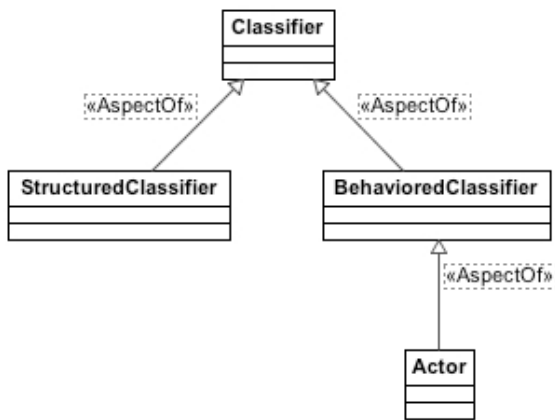 Classifier
«AspectOf» «AspectOf»
StructuredClassifier BehavioredClassifier
«AspectOf»
Actor